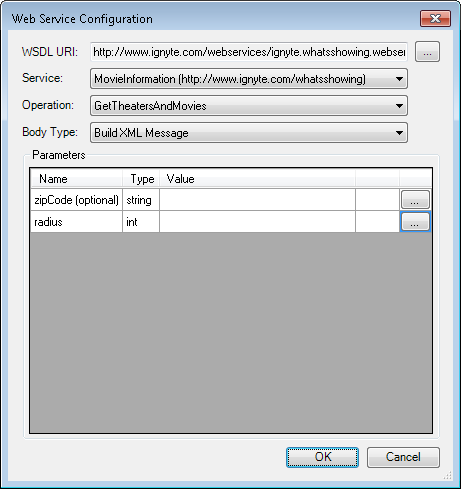 Web Service Configuration
WSDL URI: http://www.ignyte.com/webservices/ignyte.whatsshowing.webser ...
Service: MovieInformation (http://www.ignyte.com/whatsshowing)
Operation: GetTheatersAndMovies
Body Type: Build XML Message
Parameters
Name Type Value
zipCode (optional) string ...
radius int ...
OK Cancel